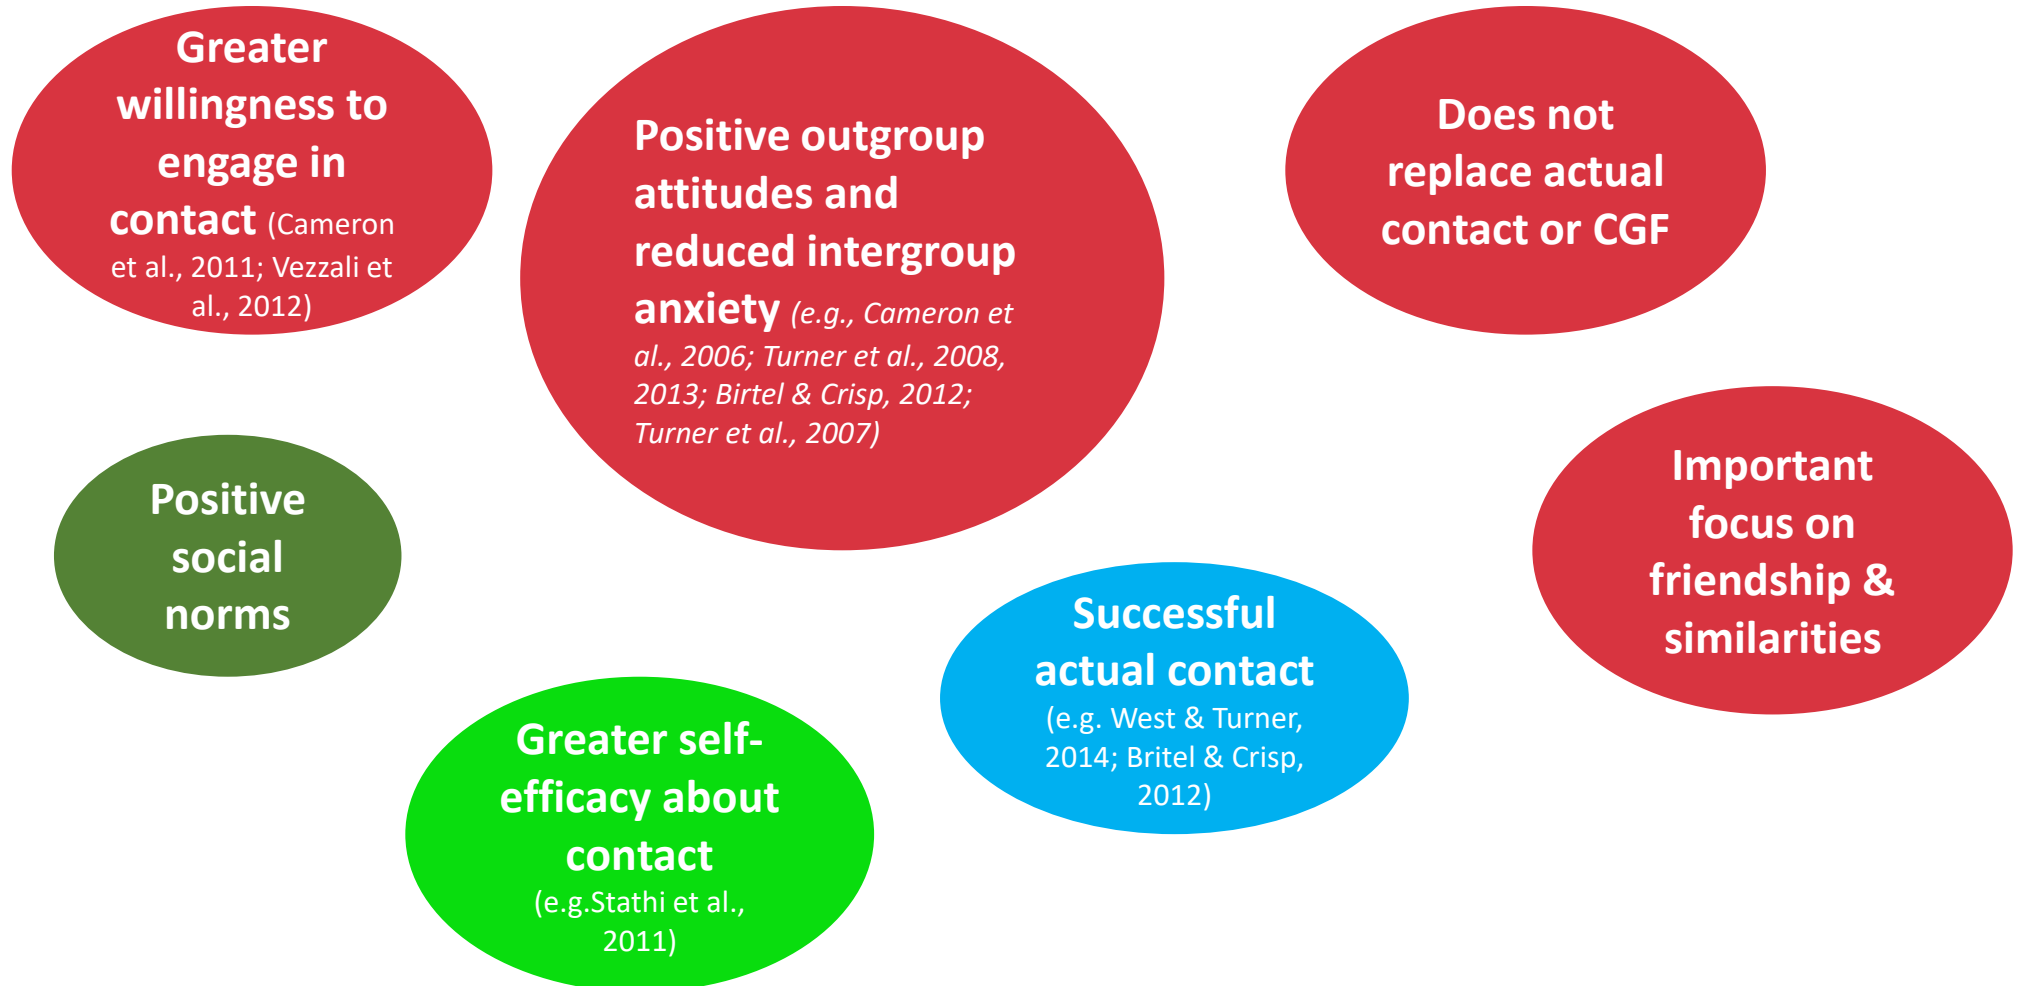 Greater
willingness to
engage in
contact (Cameron
et al., 2011; Vezzali et
al., 2012)
Positive outgroup
attitudes and
reduced intergroup
anxiety (e.g., Cameron et
al., 2006; Turner et al., 2008,
2013; Birtel & Crisp, 2012;
Turner et al., 2007)
Does not
replace actual
contact or CGF
Positive
social
norms
Important
focus on
friendship &
similarities
Greater self-
efficacy about
contact
(e.g.Stathi et al.,
2011)
Successful
actual contact
(e.g. West & Turner,
2014; Britel & Crisp,
2012)